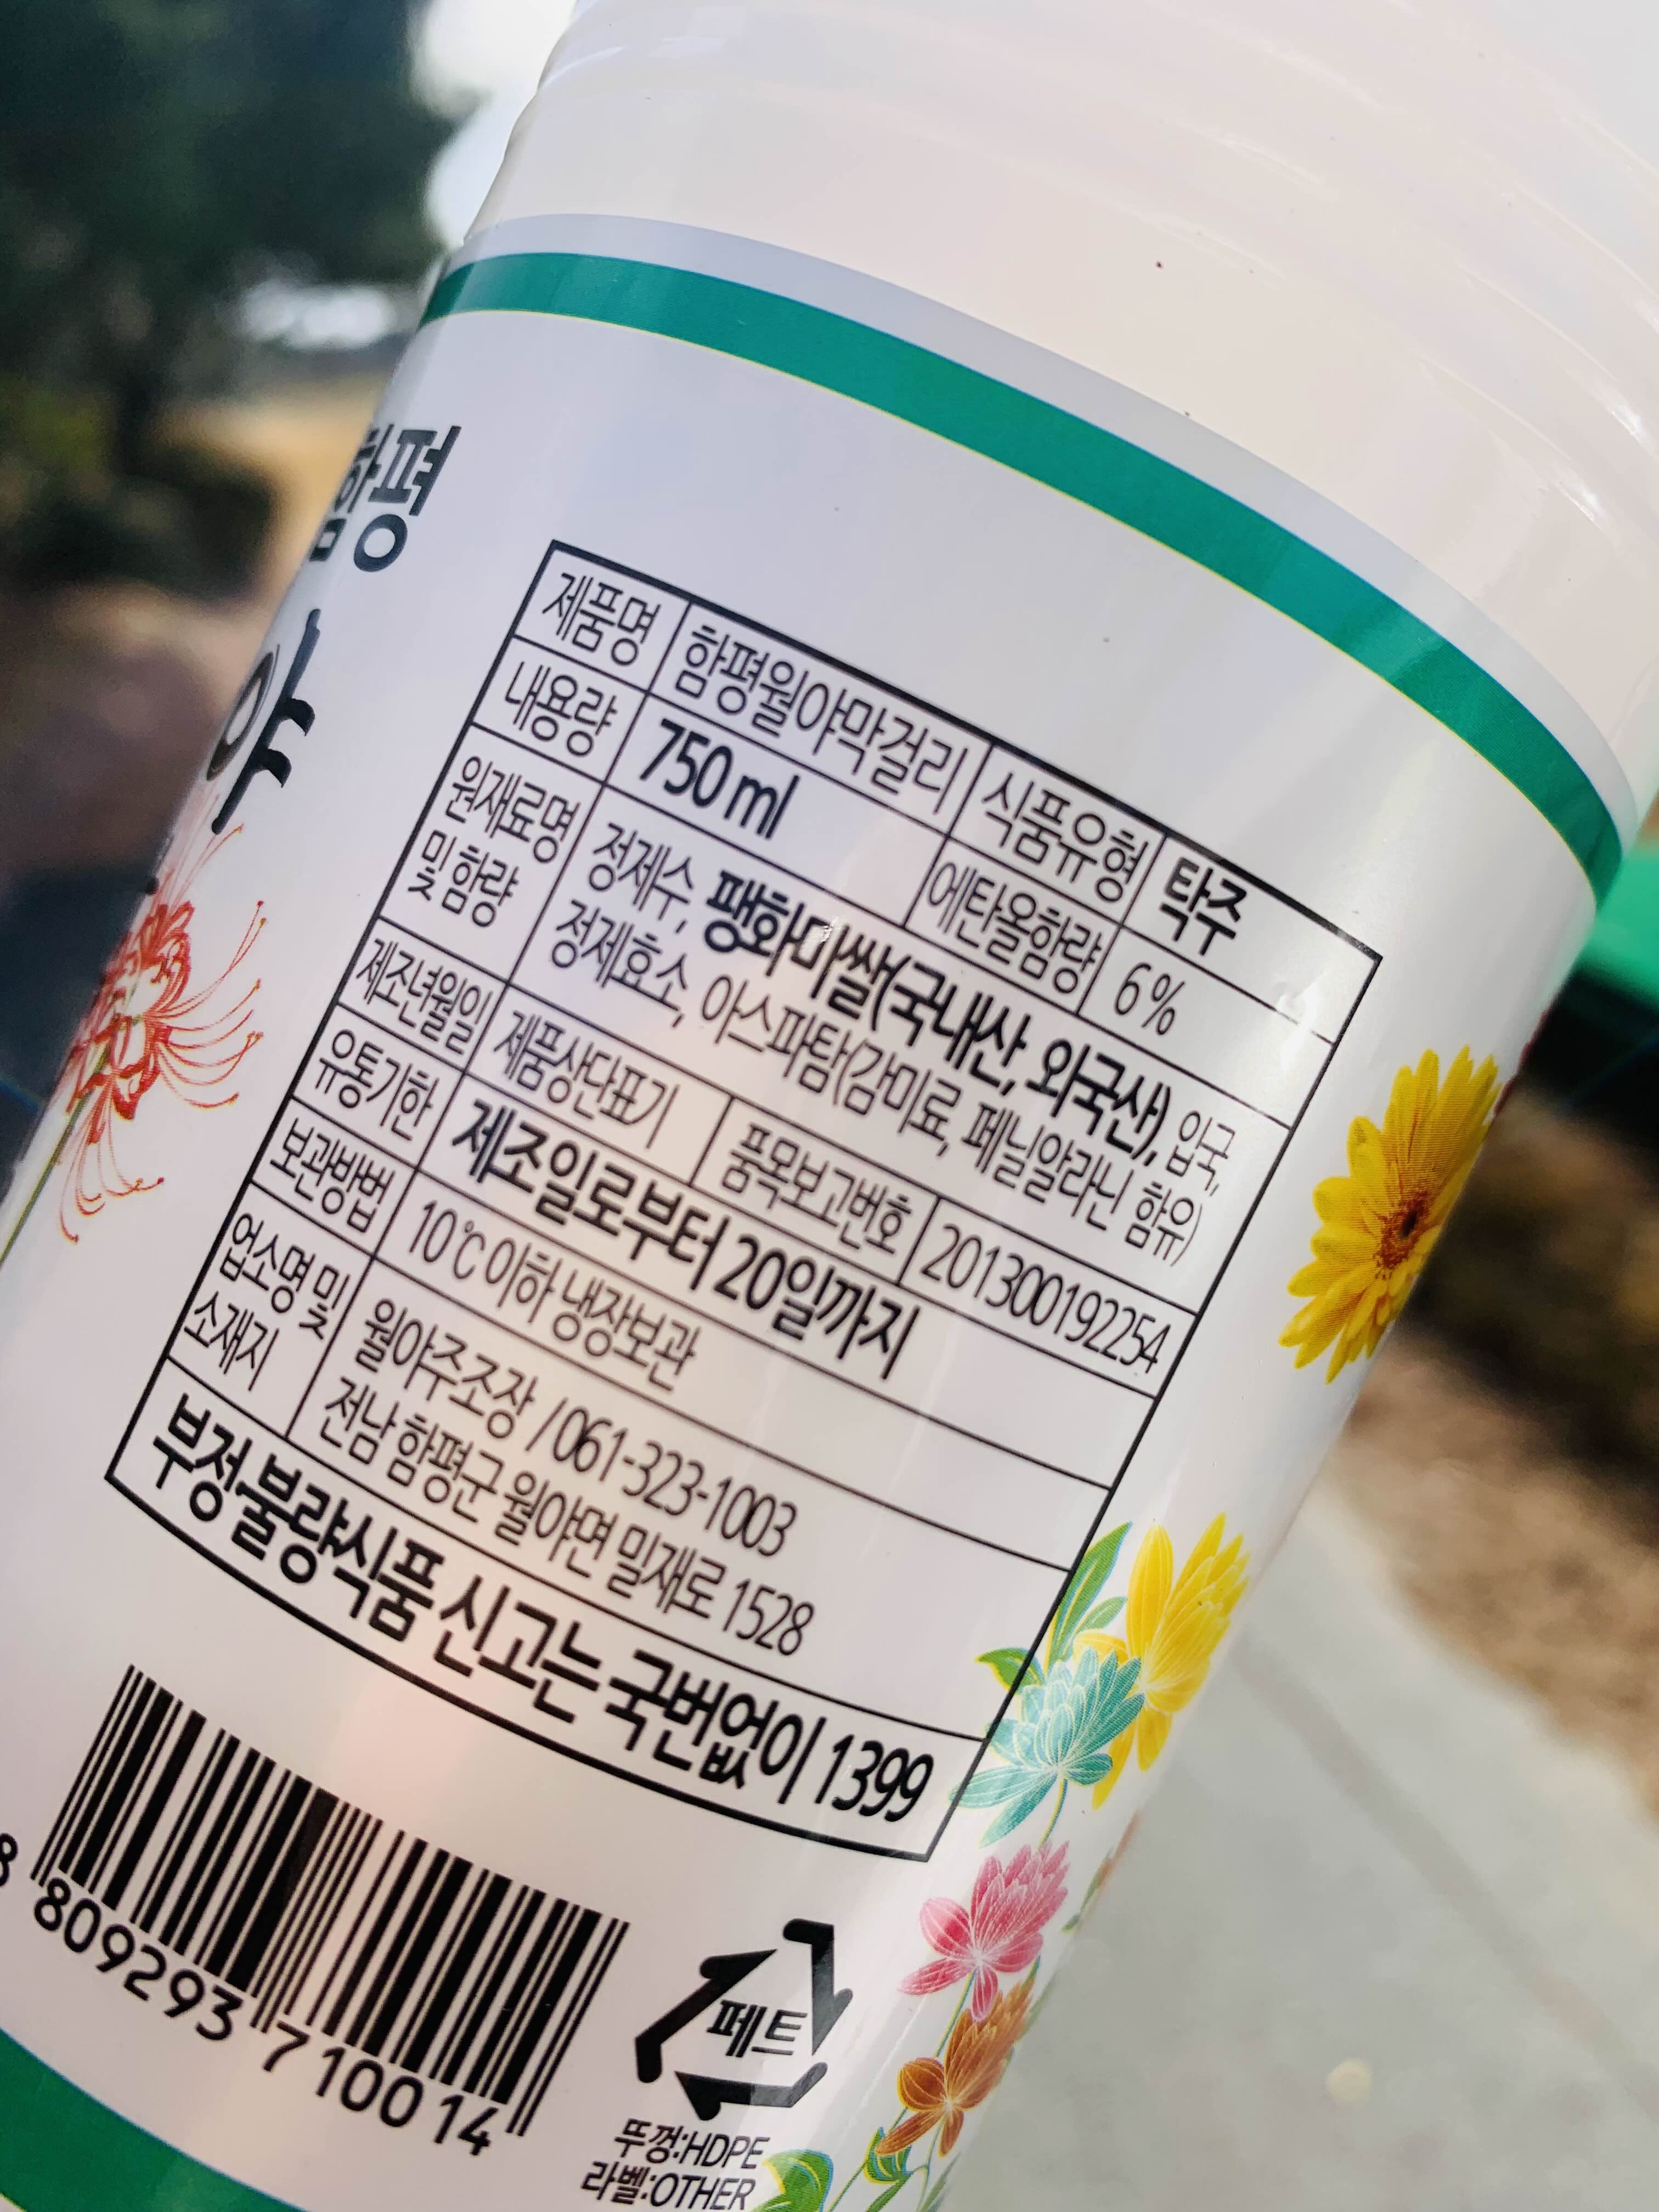 함평
야
제품명 함평월야막걸리 식품유형 탁주
내용량 750ml 에탄올함량 6%
원재료명 및 함량 정제수, 팽화미쌀(국내산, 외국산), 입국,
정제효소, 아스파탐(감미료, 페닐알라닌 함유)
제조년월일 제품상단표기 품목보고번호 201300192254
유통기한 제조일로부터 20일까지
보관방법 10℃이하 냉장보관
업소명 및 소재지 월야주조장 / 061-323-1003
전남 함평군 월야면 밀재로 1528
부정·불량식품 신고는 국번없이 1399
8 809293 710014
페트
뚜껑:HDPE
라벨:OTHER